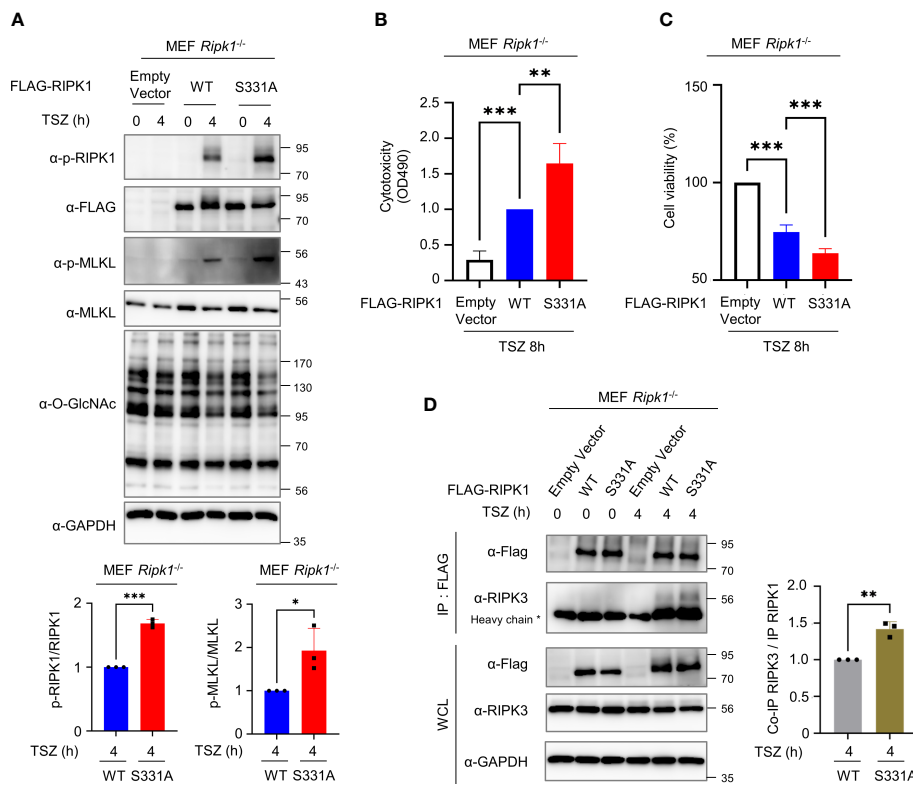 A
MEF Ripk1-/-
FLAG-RIPK1
Empty
Vector
WT
S331A
TSZ (h)
0 4 0 4 0 4
α-p-RIPK1
95
70
α-FLAG
95
70
α-p-MLKL
56
43
α-MLKL
56
α-O-GlcNAc
170
130
95
70
56
α-GAPDH
35
MEF Ripk1-/-
***
p-RIPK1/RIPK1
2
1
0
TSZ (h) 4 4
WT S331A
MEF Ripk1-/-
*
p-MLKL/MLKL
3
2
1
0
TSZ (h) 4 4
WT S331A
B
MEF Ripk1-/-
Cytotoxicity
(OD490)
2.5
2.0
1.5
1.0
0.5
0
***
**
FLAG-RIPK1 Empty WT S331A
Vector
TSZ 8h
C
MEF Ripk1-/-
Cell viability (%)
150
100
50
***
***
FLAG-RIPK1 Empty WT S331A
Vector
TSZ 8h
D
MEF Ripk1-/-
FLAG-RIPK1
Empty Vector
WT
S331A
Empty Vector
WT
S331A
TSZ (h) 0 0 0 4 4 4
IP : FLAG
α-Flag
95
70
α-RIPK3
Heavy chain *
56
43
WCL
α-Flag
95
70
α-RIPK3
56
α-GAPDH
35
Co-IP RIPK3 / IP RIPK1
2.0
1.5
1.0
0.5
0
**
TSZ (h) 4 4
WT S331A